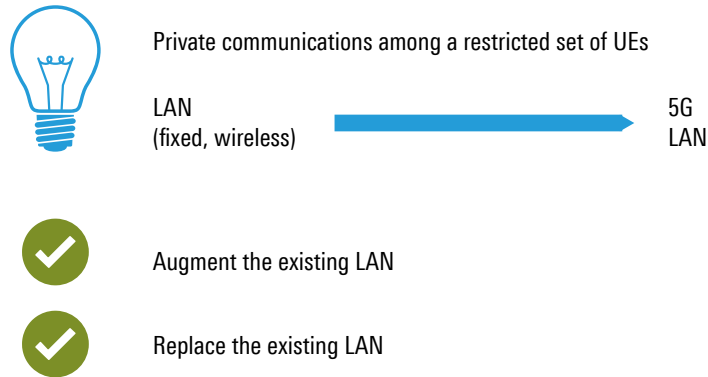 Private communications among a restricted set of UEs
LAN
(fixed, wireless)
5G
LAN
Augment the existing LAN
Replace the existing LAN